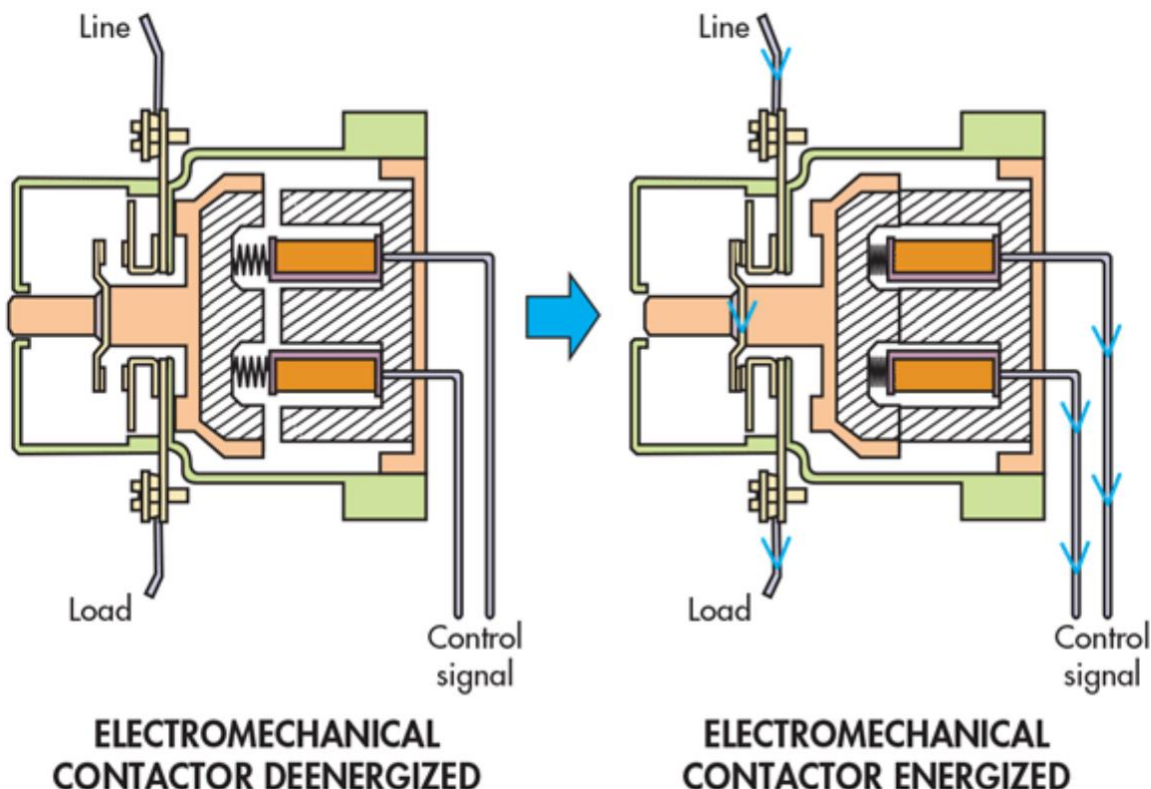 Line
Load
Control
signal
ELECTROMECHANICAL
CONTACTOR DEENERGIZED
Line
Load
Control
signal
ELECTROMECHANICAL
CONTACTOR ENERGIZED